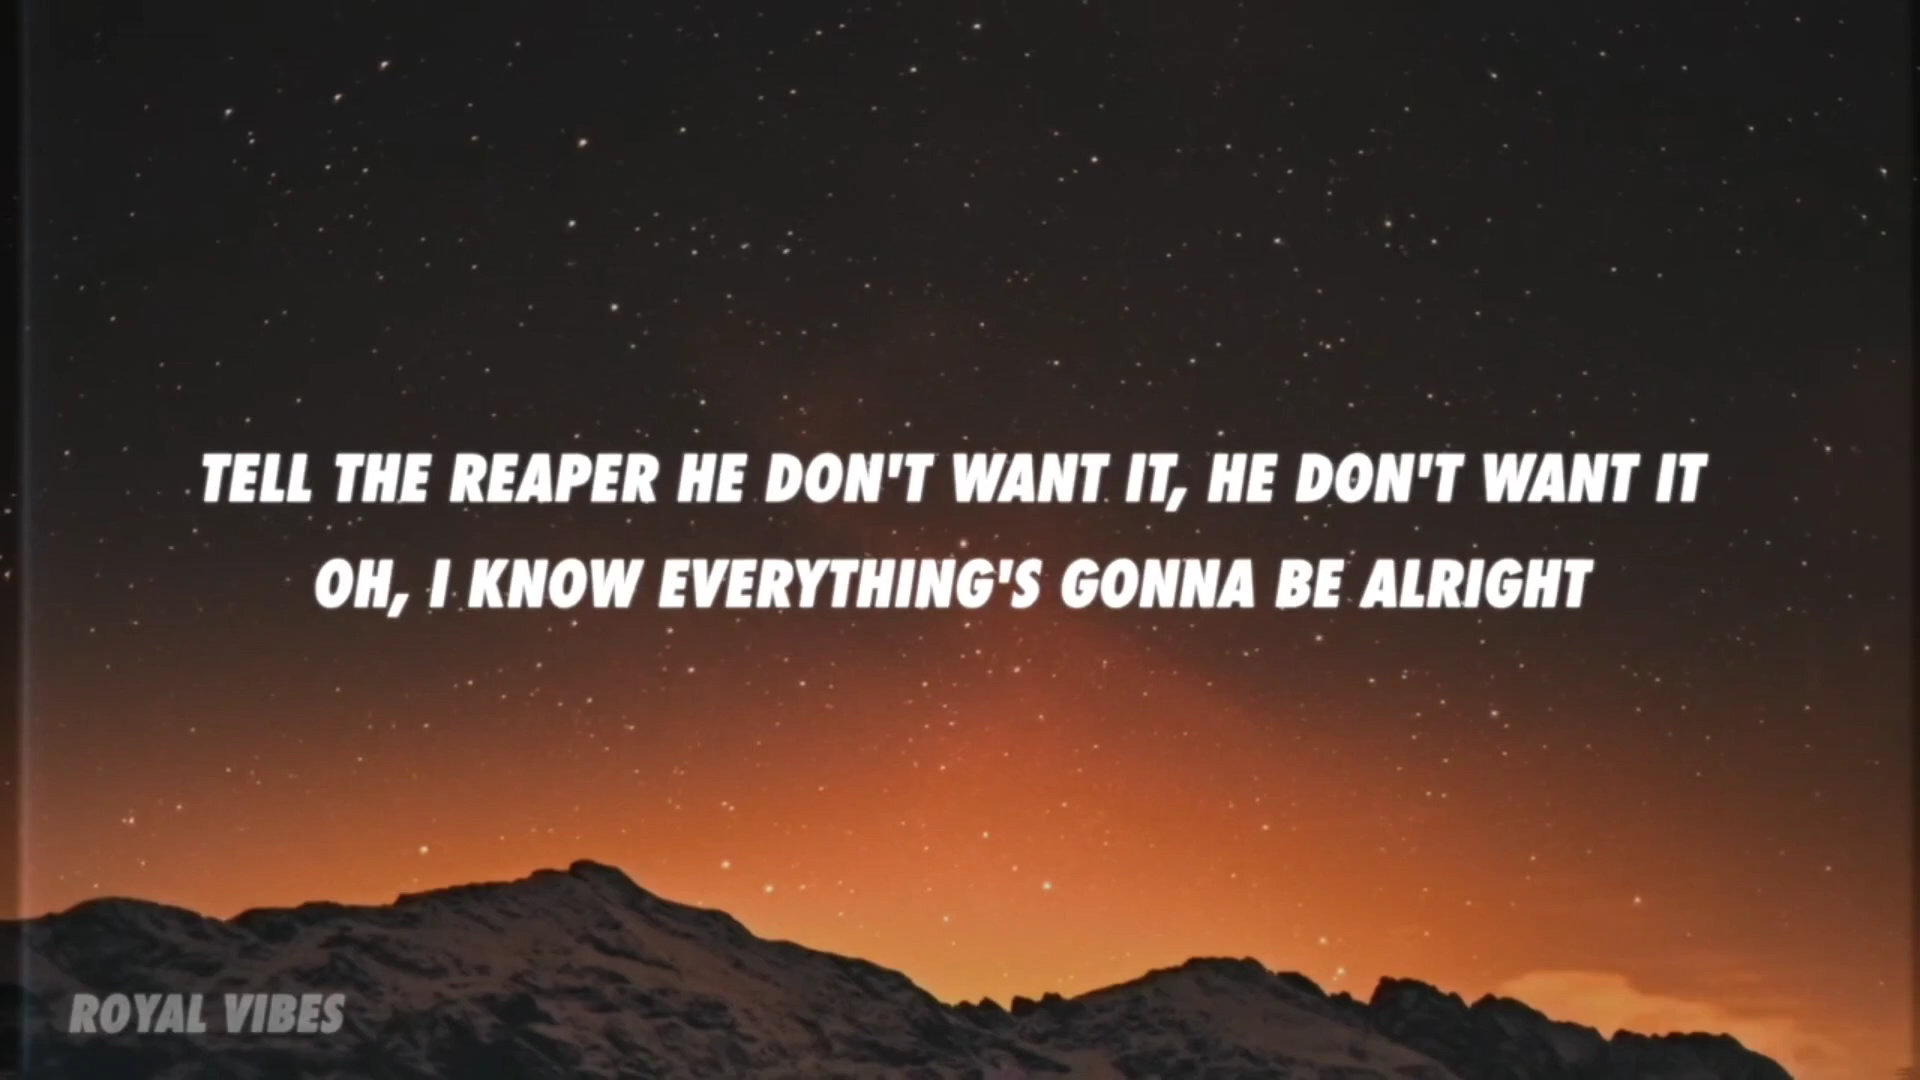 TELL THE REAPER HE DON'T WANT IT, HE DON'T WANT IT
OH, I KNOW EVERYTHING'S GONNA BE ALRIGHT
ROYAL VIBES